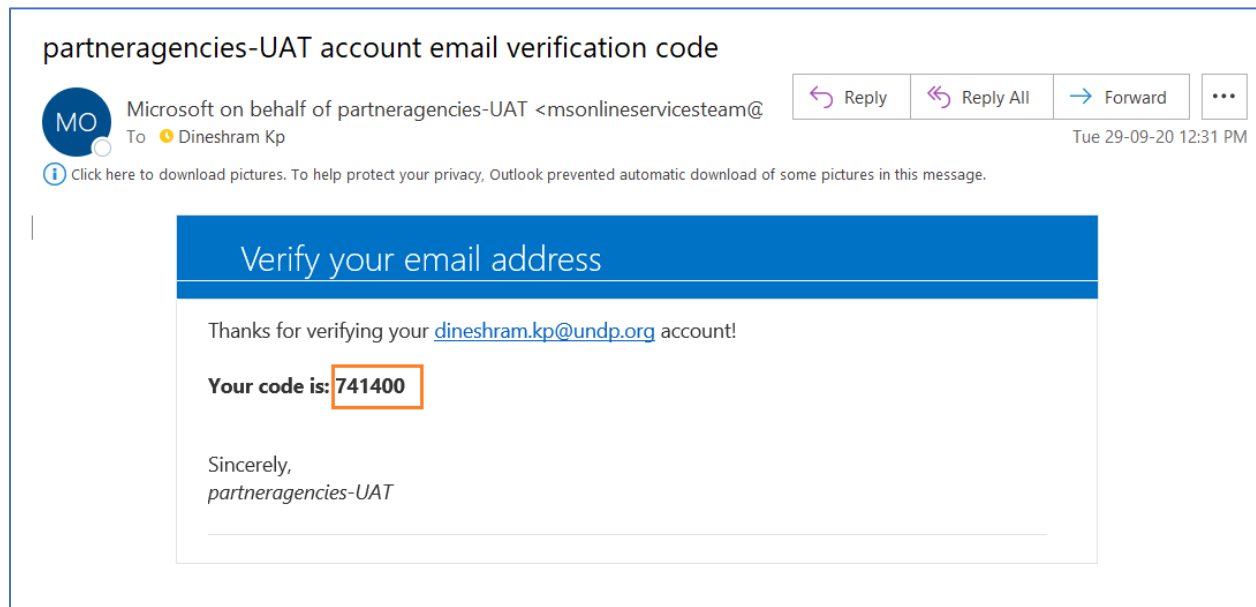 partneragencies-UAT account email verification code
MO
Microsoft on behalf of partneragencies-UAT <msonlineservicesteam@
Reply
Reply All
Forward
To Dineshram Kp
Tue 29-09-20 12:31 PM
Click here to download pictures. To help protect your privacy, Outlook prevented automatic download of some pictures in this message.
Verify your email address
Thanks for verifying your dineshram.kp@undp.org account!
Your code is: 741400
Sincerely,
partneragencies-UAT